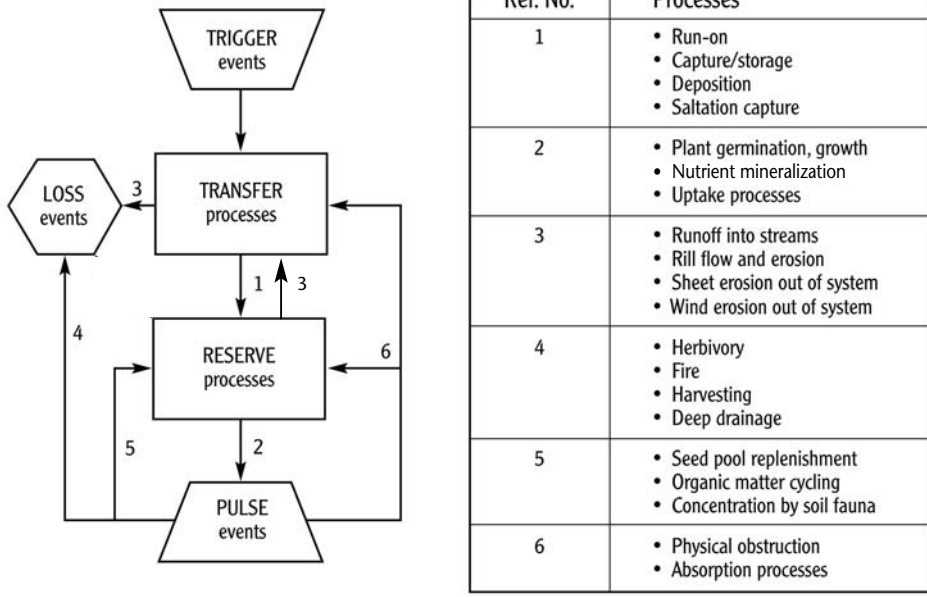 TRIGGER
events
TRANSFER
processes
LOSS
events
3
1
3
4
RESERVE
processes
6
5
2
PULSE
events
Ref. No.
Processes
1
• Run-on
• Capture/storage
• Deposition
• Saltation capture
2
• Plant germination, growth
• Nutrient mineralization
• Uptake processes
3
• Runoff into streams
• Rill flow and erosion
• Sheet erosion out of system
• Wind erosion out of system
4
• Herbivory
• Fire
• Harvesting
• Deep drainage
5
• Seed pool replenishment
• Organic matter cycling
• Concentration by soil fauna
6
• Physical obstruction
• Absorption processes